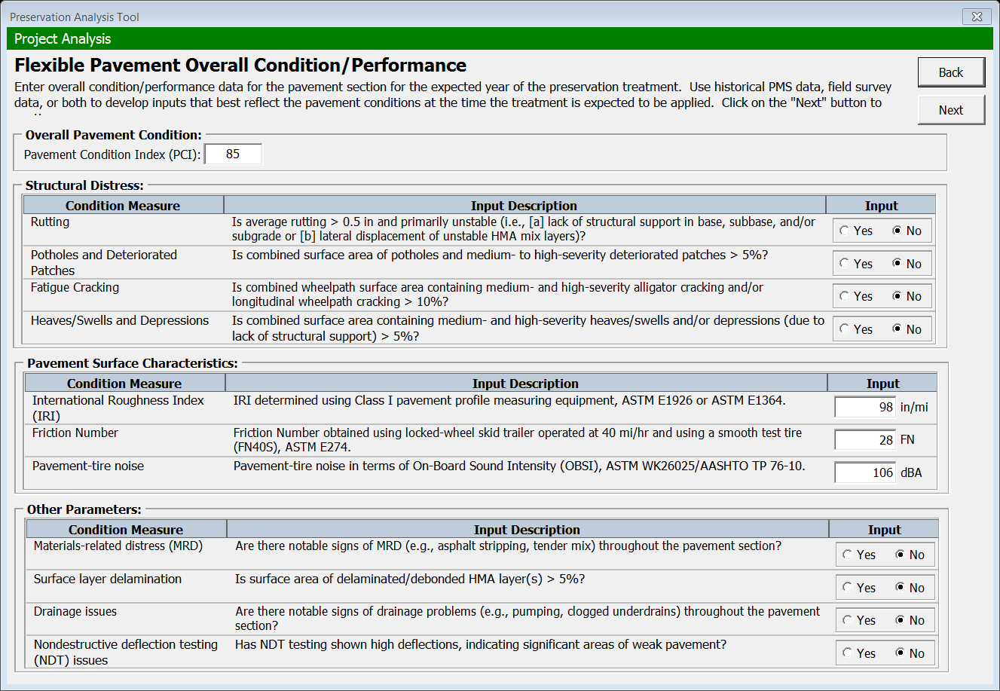 Preservation Analysis Tool
Project Analysis
Flexible Pavement Overall Condition/Performance
Enter overall condition/performance data for the pavement section for the expected year of the preservation treatment.  Use historical PMS data, field survey
data, or both to develop inputs that best reflect the pavement conditions at the time the treatment is expected to be applied.  Click on the "Next" button to
Back
Next
Overall Pavement Condition:
Pavement Condition Index (PCI): 85
Structural Distress:
Condition Measure Input Description Input
Rutting
Is average rutting > 0.5 in and primarily unstable (i.e., [a] lack of structural support in base, subbase, and/or
subgrade or [b] lateral displacement of unstable HMA mix layers)?
Yes No
Potholes and Deteriorated
Patches
Is combined surface area of potholes and medium- to high-severity deteriorated patches > 5%?
Yes No
Fatigue Cracking
Is combined wheelpath surface area containing medium- and high-severity alligator cracking and/or
longitudinal wheelpath cracking > 10%?
Yes No
Heaves/Swells and Depressions
Is combined surface area containing medium- and high-severity heaves/swells and/or depressions (due to
lack of structural support) > 5%?
Yes No
Pavement Surface Characteristics:
Condition Measure Input Description Input
International Roughness Index
(IRI)
IRI determined using Class I pavement profile measuring equipment, ASTM E1926 or ASTM E1364.
98 in/mi
Friction Number
Friction Number obtained using locked-wheel skid trailer operated at 40 mi/hr and using a smooth test tire
(FN40S), ASTM E274.
28 FN
Pavement-tire noise
Pavement-tire noise in terms of On-Board Sound Intensity (OBSI), ASTM WK26025/AASHTO TP 76-10.
106 dBA
Other Parameters:
Condition Measure Input Description Input
Materials-related distress (MRD)
Are there notable signs of MRD (e.g., asphalt stripping, tender mix) throughout the pavement section?
Yes No
Surface layer delamination
Is surface area of delaminated/debonded HMA layer(s) > 5%?
Yes No
Drainage issues
Are there notable signs of drainage problems (e.g., pumping, clogged underdrains) throughout the pavement
section?
Yes No
Nondestructive deflection testing
(NDT) issues
Has NDT testing shown high deflections, indicating significant areas of weak pavement?
Yes No